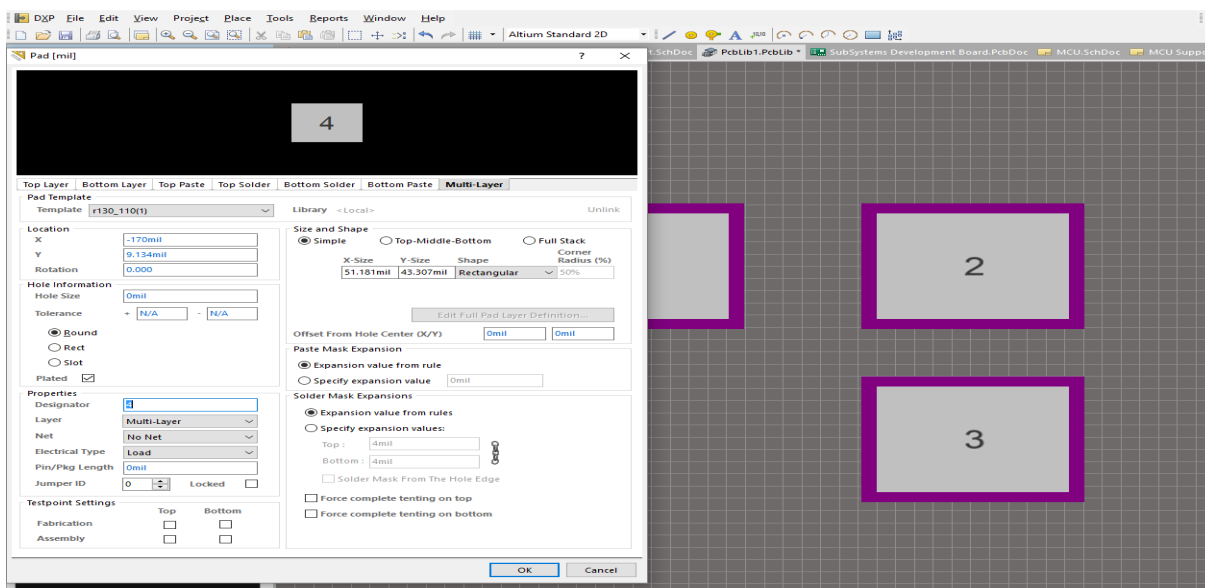 DXP File Edit View Project Place Tools Reports Window Help
Altium Standard 2D
Pad [mil] ? ×
.SchDoc PcbLib1.PcbLib * SubSystems Development Board.PcbDoc MCU.SchDoc MCU Suppo
4
Top Layer Bottom Layer Top Paste Top Solder Bottom Solder Bottom Paste Multi-Layer
Pad Template
Template r130_110(1) Library <Local> Unlink
Location
X -170mil
Y 9.134mil
Rotation 0.000
Hole Information
Hole Size 0mil
Tolerance + N/A - N/A
Round
Rect
Slot
Plated
Properties
Designator 4
Layer Multi-Layer
Net No Net
Electrical Type Load
Pin/Pkg Length 0mil
Jumper ID 0 Locked
Testpoint Settings
Top Bottom
Fabrication
Assembly
Size and Shape
Simple Top-Middle-Bottom Full Stack
X-Size Y-Size Shape Corner Radius (%)
51.181mil 43.307mil Rectangular 50%
Edit Full Pad Layer Definition...
Offset From Hole Center (X/Y) 0mil 0mil
Paste Mask Expansion
Expansion value from rule
Specify expansion value 0mil
Solder Mask Expansions
Expansion value from rules
Specify expansion values:
Top : 4mil
Bottom : 4mil
Solder Mask From The Hole Edge
Force complete tenting on top
Force complete tenting on bottom
OK Cancel
2
3